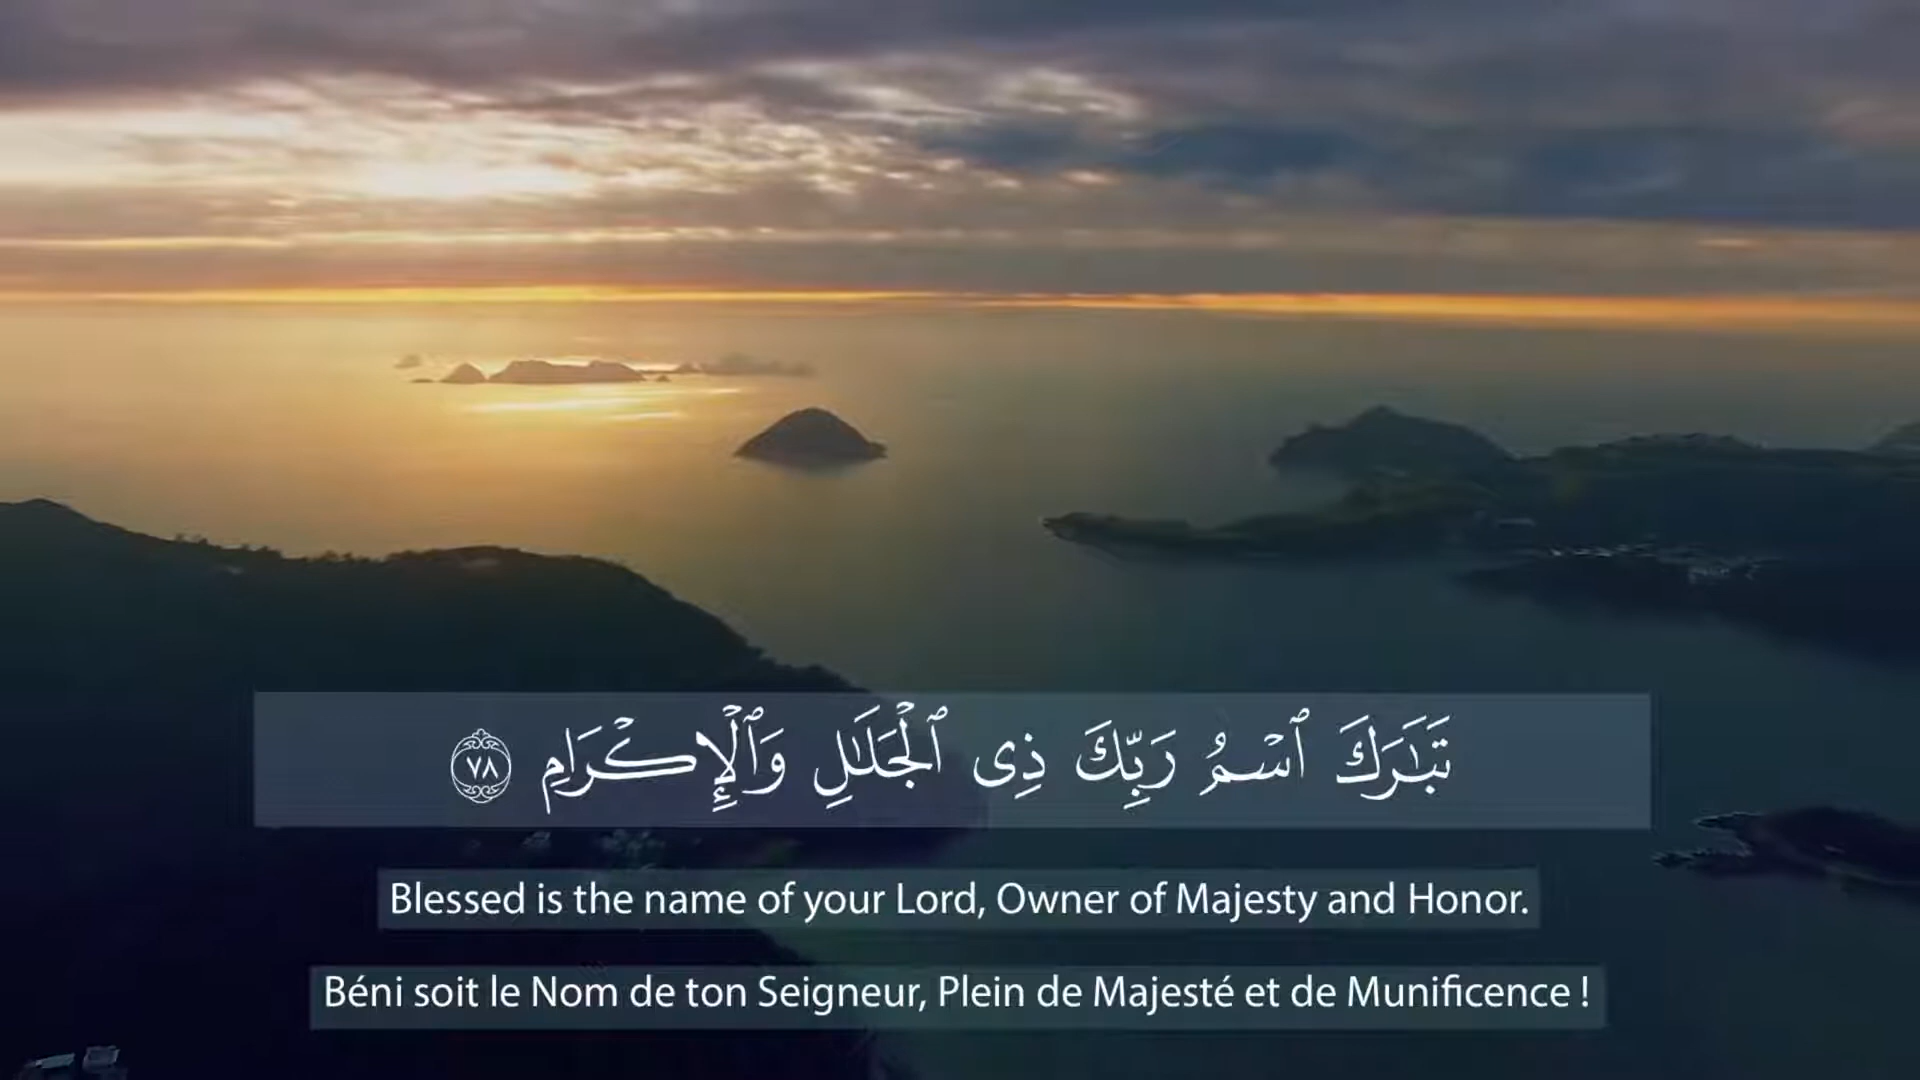 تَبَـٰرَكَ ٱسْمُ رَبِّكَ ذِى ٱلْجَلَـٰلِ وَٱلْإِكْرَامِ ٧٨
Blessed is the name of your Lord, Owner of Majesty and Honor.
Béni soit le Nom de ton Seigneur, Plein de Majesté et de Munificence !